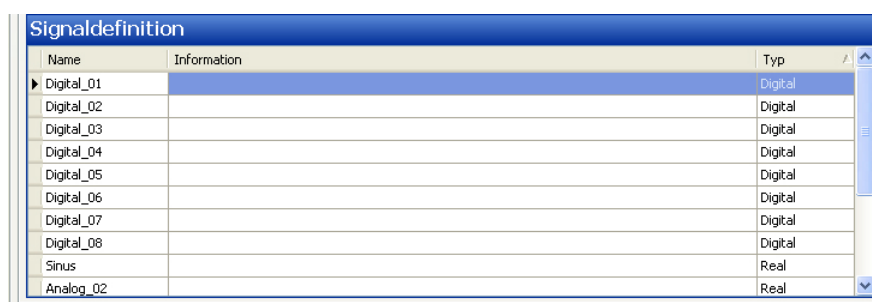 Signaldefinition
Name Information Typ
Digital_01 Digital
Digital_02 Digital
Digital_03 Digital
Digital_04 Digital
Digital_05 Digital
Digital_06 Digital
Digital_07 Digital
Digital_08 Digital
Sinus Real
Analog_02 Real